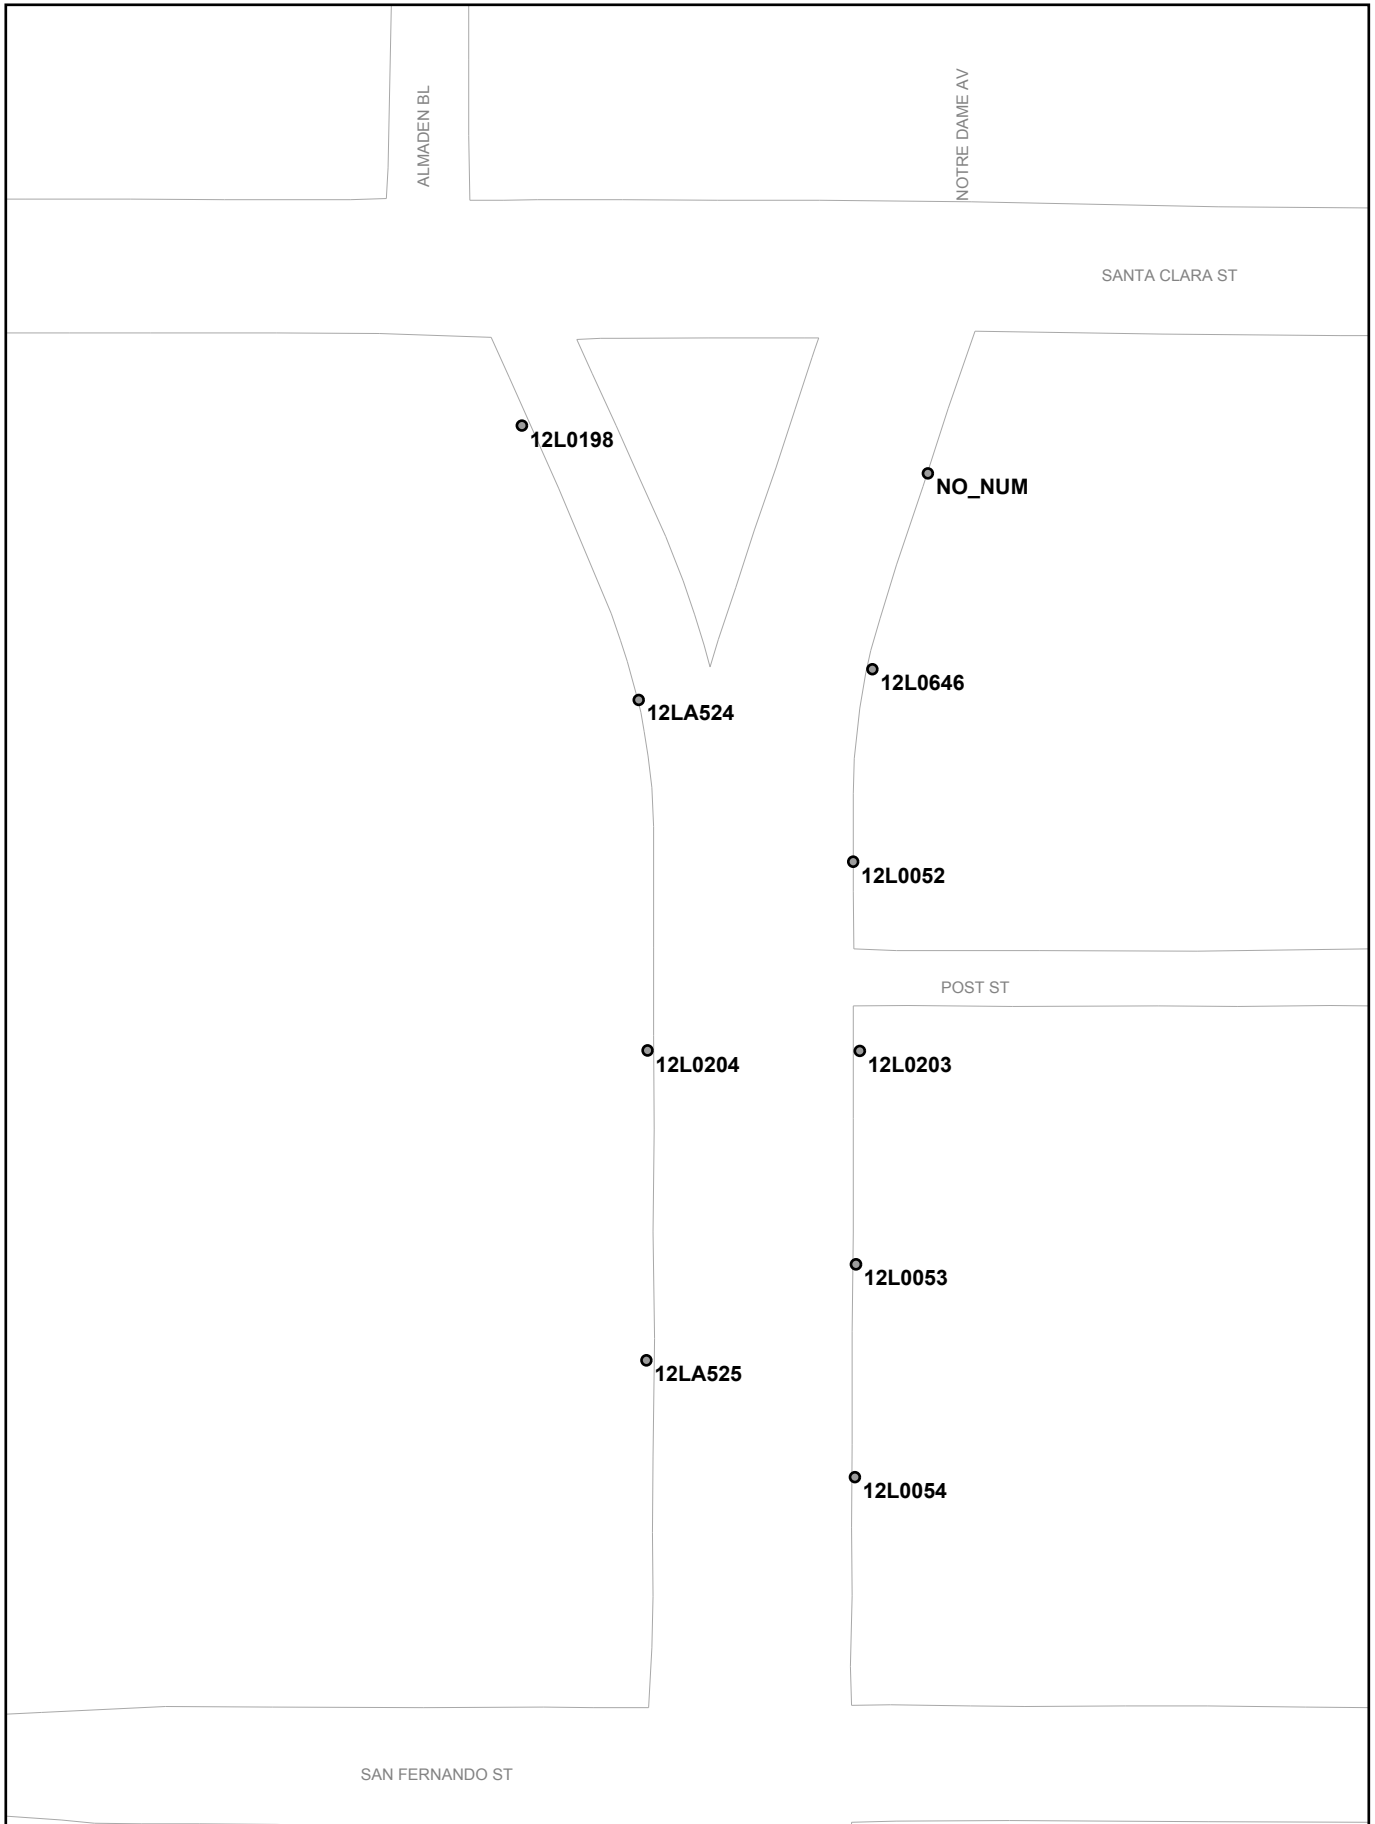 ALMADEN BL
NOTRE DAME AV
SANTA CLARA ST
12L0198
NO_NUM
12L0646
12LA524
12L0052
POST ST
12L0204
12L0203
12L0053
12LA525
12L0054
SAN FERNANDO ST